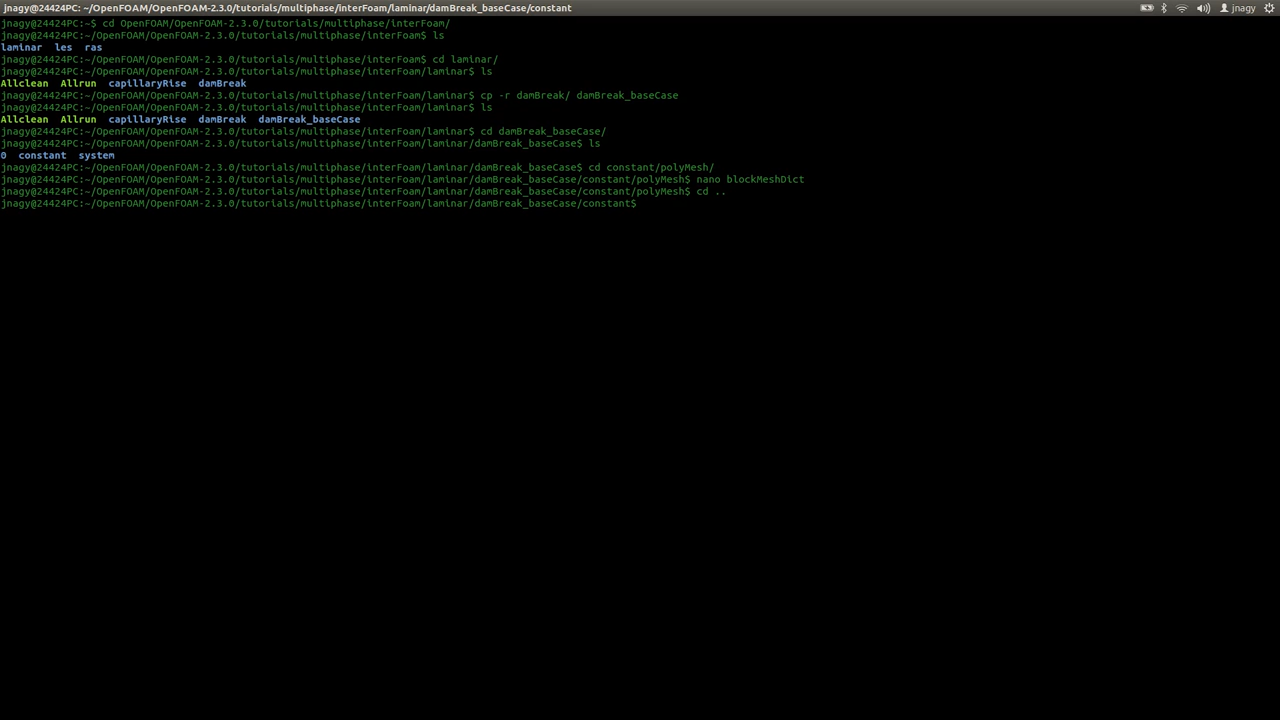 jnagy@24424PC: ~/OpenFOAM/OpenFOAM-2.3.0/tutorials/multiphase/interFoam/laminar/damBreak_baseCase/constant
jnagy
jnagy@24424PC:~$ cd OpenFOAM/OpenFOAM-2.3.0/tutorials/multiphase/interFoam/
jnagy@24424PC:~/OpenFOAM/OpenFOAM-2.3.0/tutorials/multiphase/interFoam$ ls
laminar  les  ras
jnagy@24424PC:~/OpenFOAM/OpenFOAM-2.3.0/tutorials/multiphase/interFoam$ cd laminar/
jnagy@24424PC:~/OpenFOAM/OpenFOAM-2.3.0/tutorials/multiphase/interFoam/laminar$ ls
Allclean  Allrun  capillaryRise  damBreak
jnagy@24424PC:~/OpenFOAM/OpenFOAM-2.3.0/tutorials/multiphase/interFoam/laminar$ cp -r damBreak/ damBreak_baseCase
jnagy@24424PC:~/OpenFOAM/OpenFOAM-2.3.0/tutorials/multiphase/interFoam/laminar$ ls
Allclean  Allrun  capillaryRise  damBreak  damBreak_baseCase
jnagy@24424PC:~/OpenFOAM/OpenFOAM-2.3.0/tutorials/multiphase/interFoam/laminar$ cd damBreak_baseCase/
jnagy@24424PC:~/OpenFOAM/OpenFOAM-2.3.0/tutorials/multiphase/interFoam/laminar/damBreak_baseCase$ ls
0  constant  system
jnagy@24424PC:~/OpenFOAM/OpenFOAM-2.3.0/tutorials/multiphase/interFoam/laminar/damBreak_baseCase$ cd constant/polyMesh/
jnagy@24424PC:~/OpenFOAM/OpenFOAM-2.3.0/tutorials/multiphase/interFoam/laminar/damBreak_baseCase/constant/polyMesh$ nano blockMeshDict
jnagy@24424PC:~/OpenFOAM/OpenFOAM-2.3.0/tutorials/multiphase/interFoam/laminar/damBreak_baseCase/constant/polyMesh$ cd ..
jnagy@24424PC:~/OpenFOAM/OpenFOAM-2.3.0/tutorials/multiphase/interFoam/laminar/damBreak_baseCase/constant$